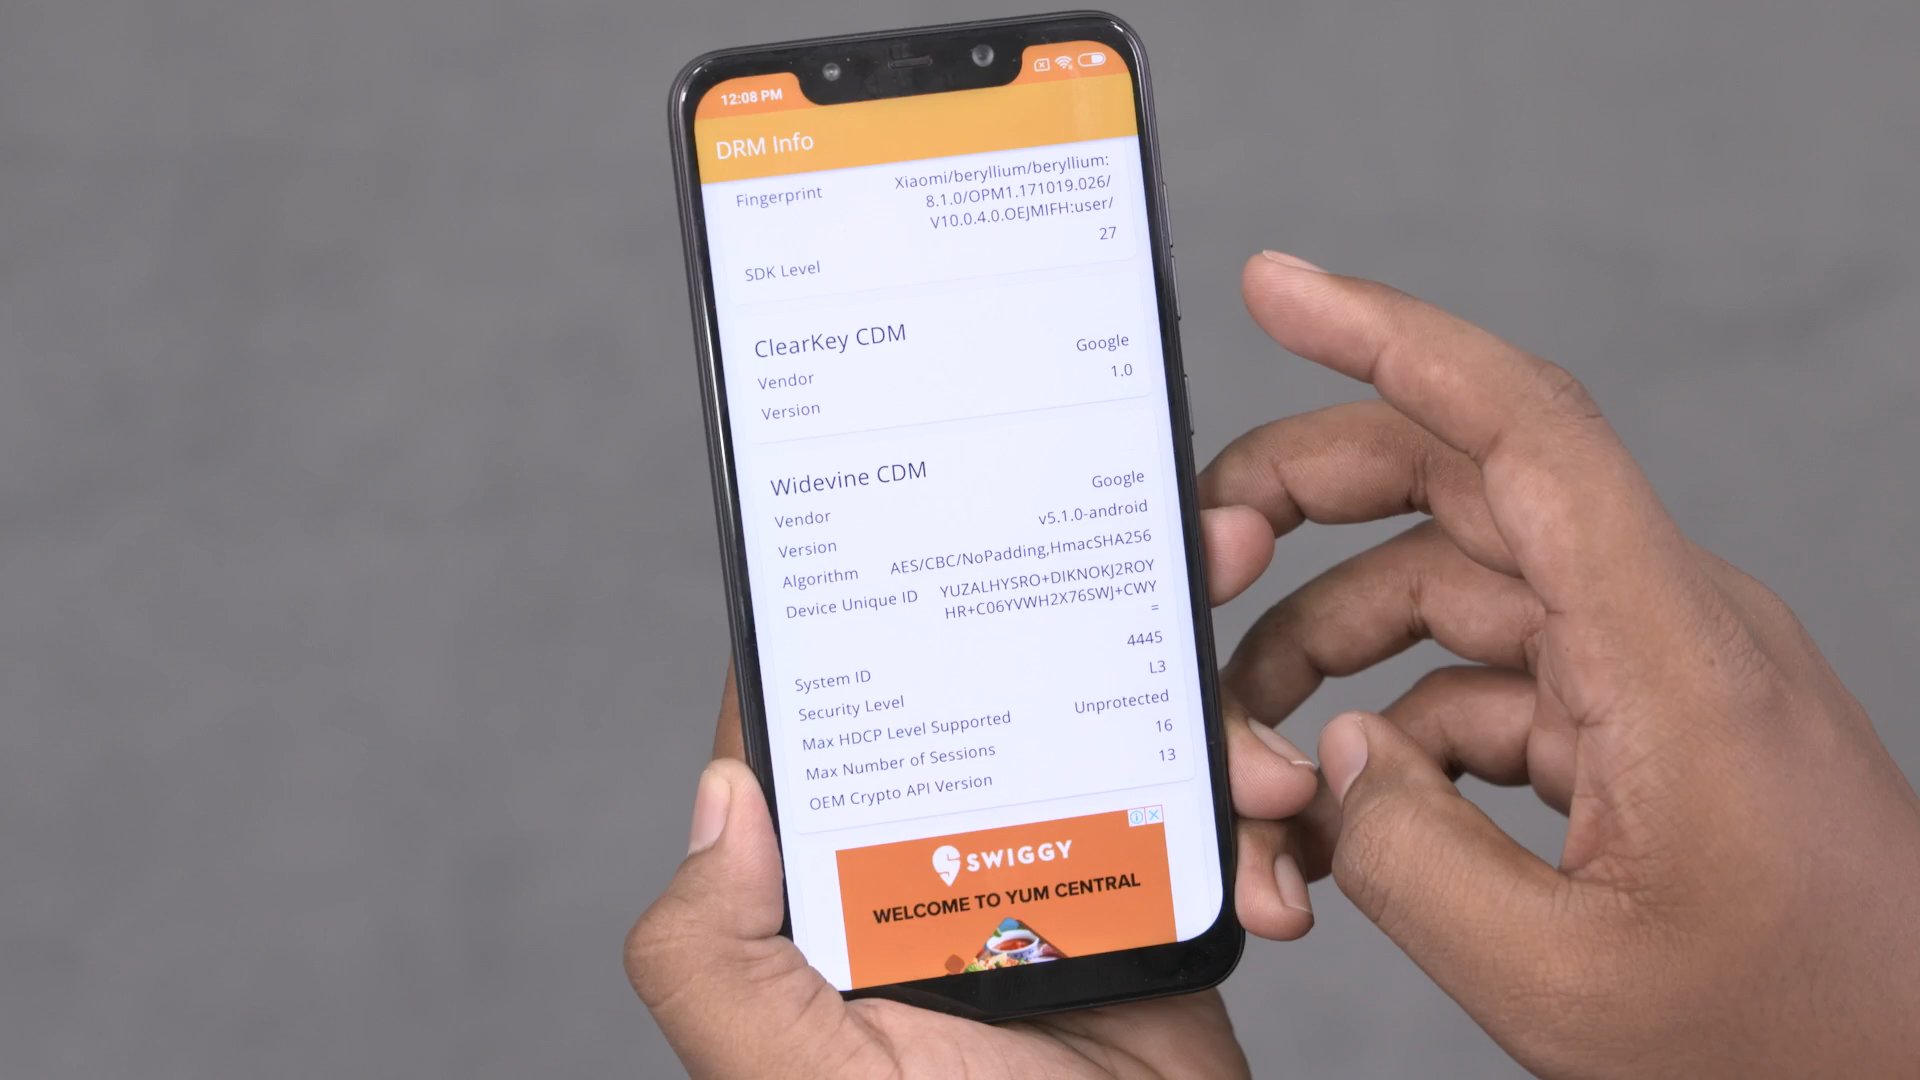 12:08 PM
DRM Info
Fingerprint Xiaomi/beryllium/beryllium:
8.1.0/OPM1.171019.026/
V10.0.4.0.OEJMIFH:user/
SDK Level 27
ClearKey CDM
Vendor Google
Version 1.0
Widevine CDM
Vendor Google
Version v5.1.0-android
Algorithm AES/CBC/NoPadding,HmacSHA256
Device Unique ID YUZALHYSRO+DIKNOKJ2ROY
HR+C06YVWH2X76SWJ+CWY
=
System ID 4445
Security Level L3
Max HDCP Level Supported Unprotected
Max Number of Sessions 16
OEM Crypto API Version 13
SWIGGY
WELCOME TO YUM CENTRAL